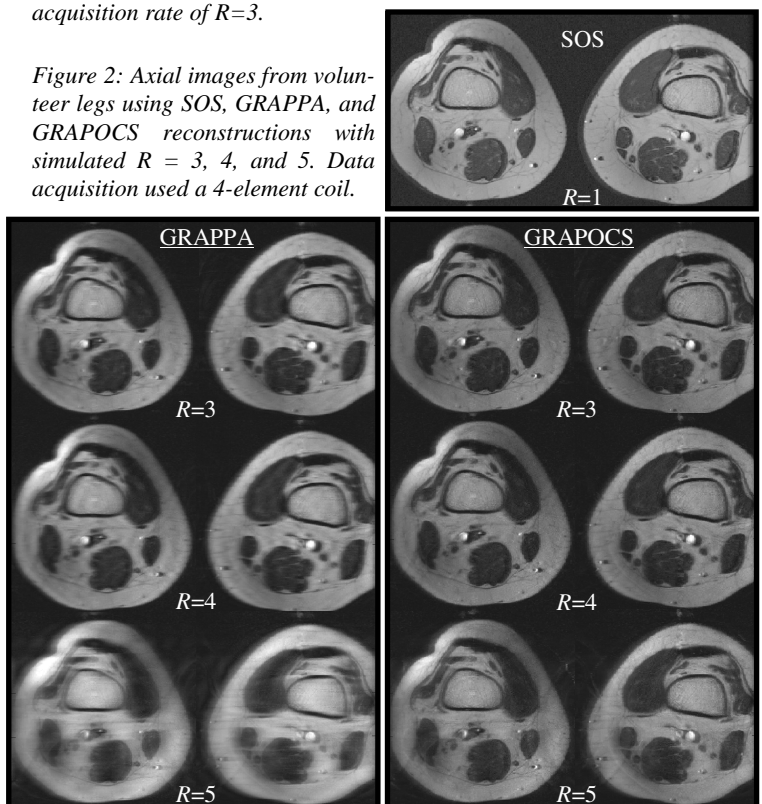 acquisition rate of R=3.
Figure 2: Axial images from volun-
teer legs using SOS, GRAPPA, and
GRAPOCS reconstructions with
simulated R = 3, 4, and 5. Data
acquisition used a 4-element coil.
SOS
R=1
GRAPPA
R=3
R=4
R=5
GRAPOCS
R=3
R=4
R=5